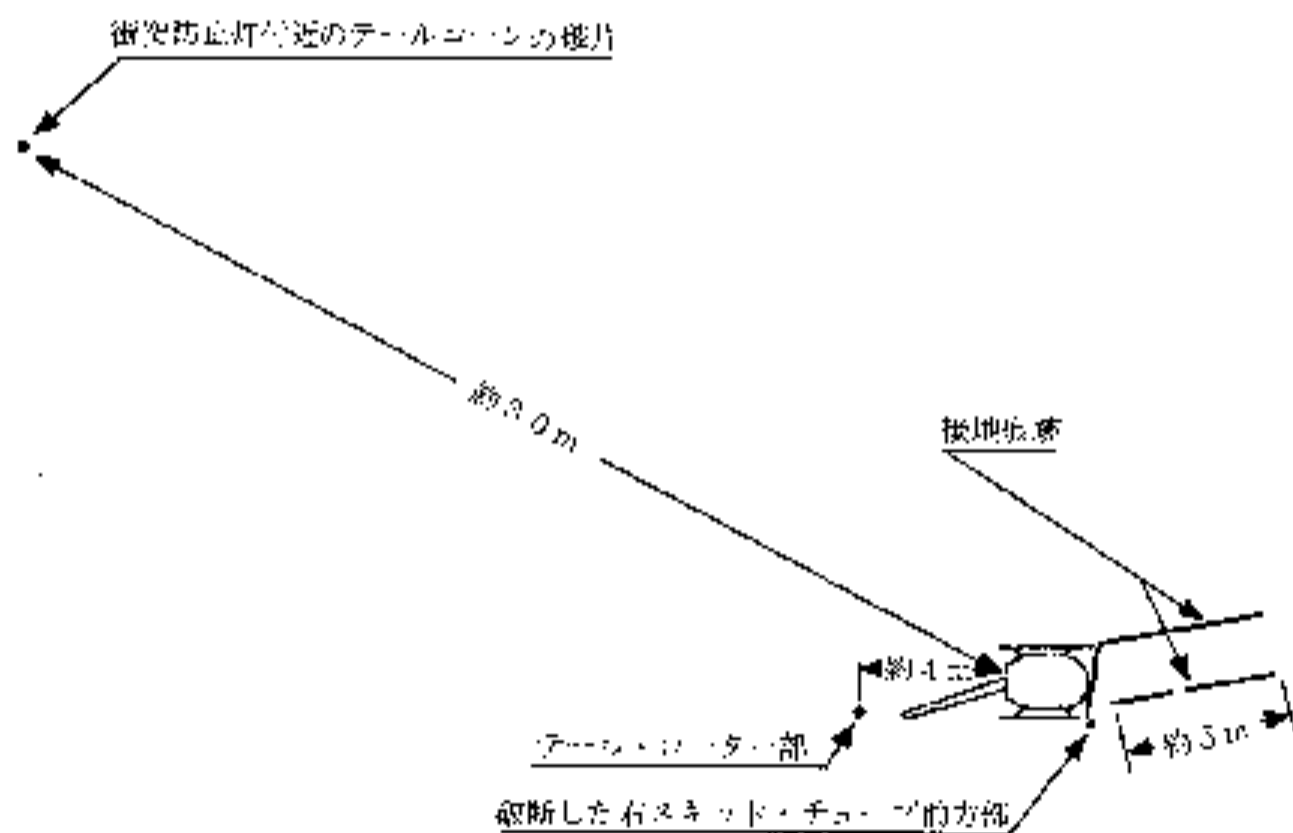 衝突防止灯付近のテールコーンの破片
約30m
接地痕跡
約4m
テール・ローター部
約5m
破断した右スキッド・チューブ前方部